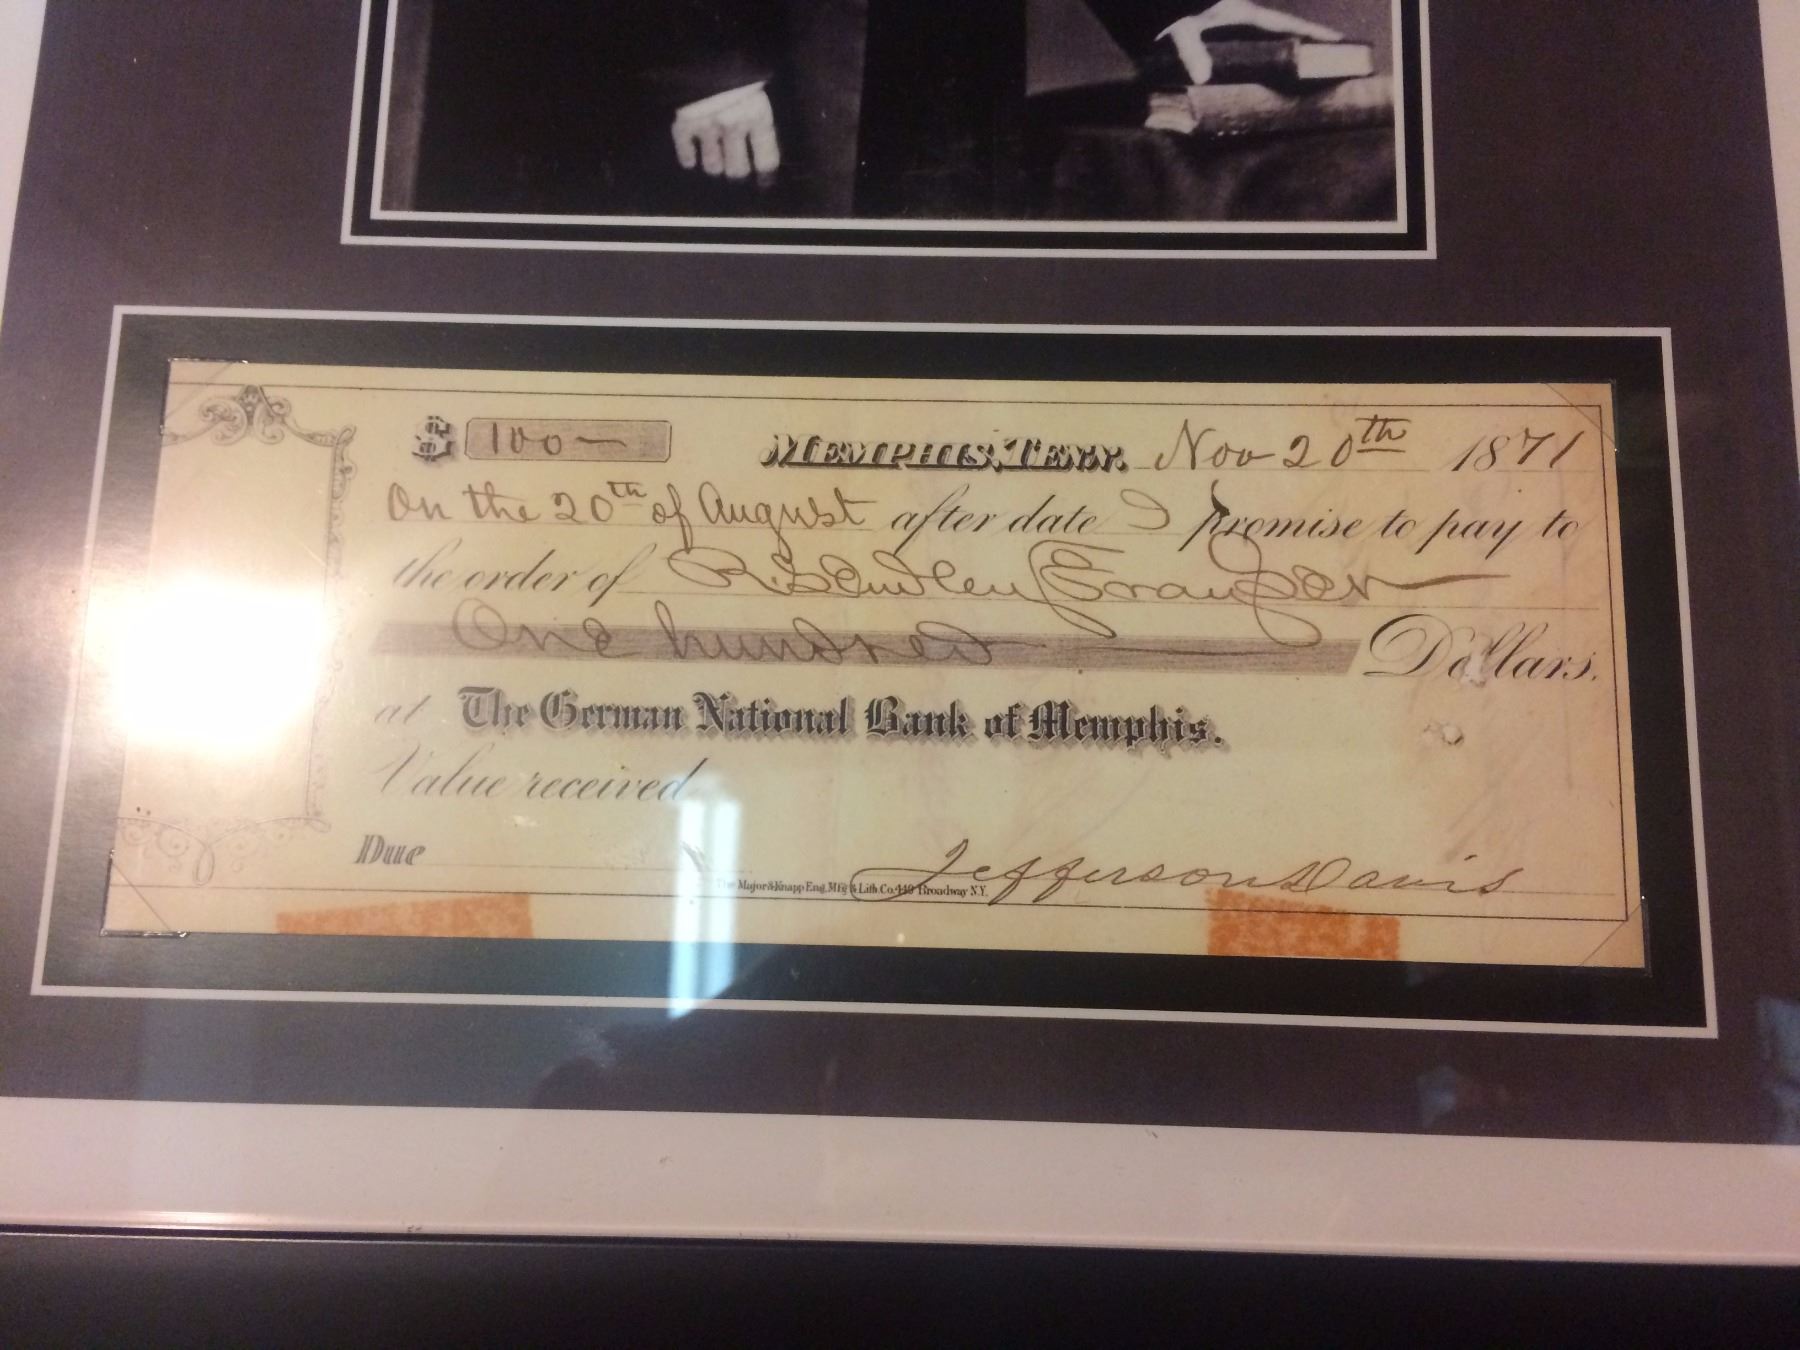 $ 100— Memphis, Tenn. Nov 20th 1871
On the 20th of August after date I promise to pay to
the order of
One hundred Dollars.
at The German National Bank of Memphis.
Value received
Due Jefferson Davis
The Major & Knapp Eng. Mfg & Lith. Co. 449 Broadway N.Y.